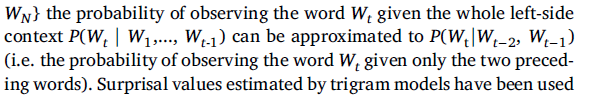 W_N} the probability of observing the word W_t given the whole left-side
context P(W_t | W_1,..., W_t-1) can be approximated to P(W_t|W_t−2, W_t−1)
(i.e. the probability of observing the word W_t given only the two preced-
ing words). Surprisal values estimated by trigram models have been used